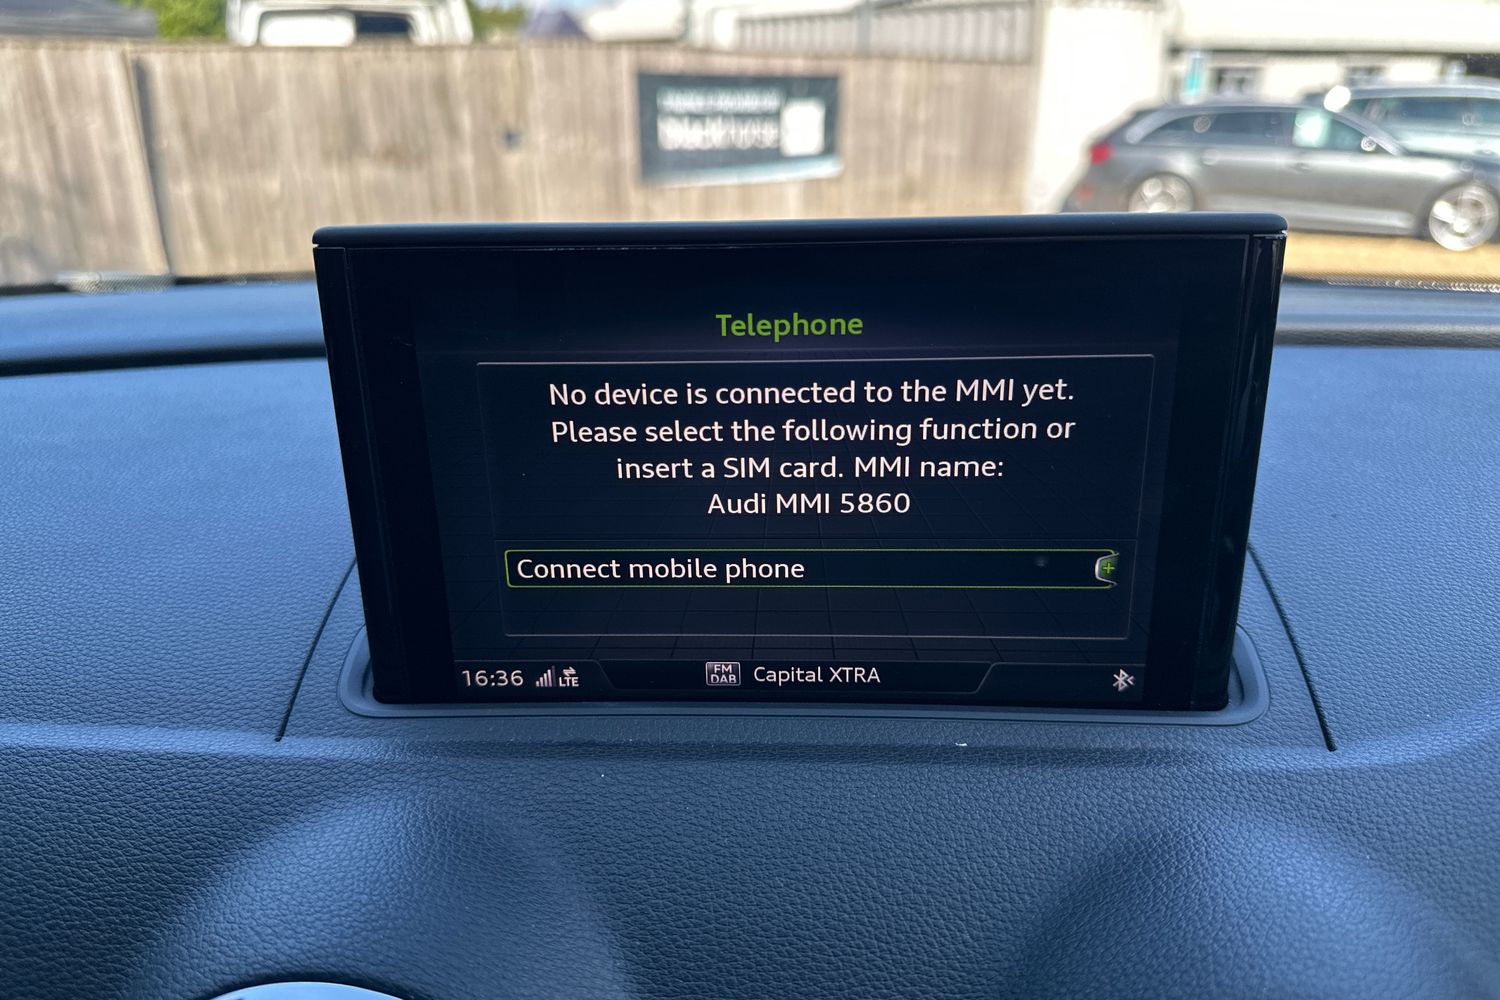 Telephone
No device is connected to the MMI yet.
Please select the following function or
insert a SIM card. MMI name:
Audi MMI 5860
Connect mobile phone
16:36 LTE FM DAB Capital XTRA